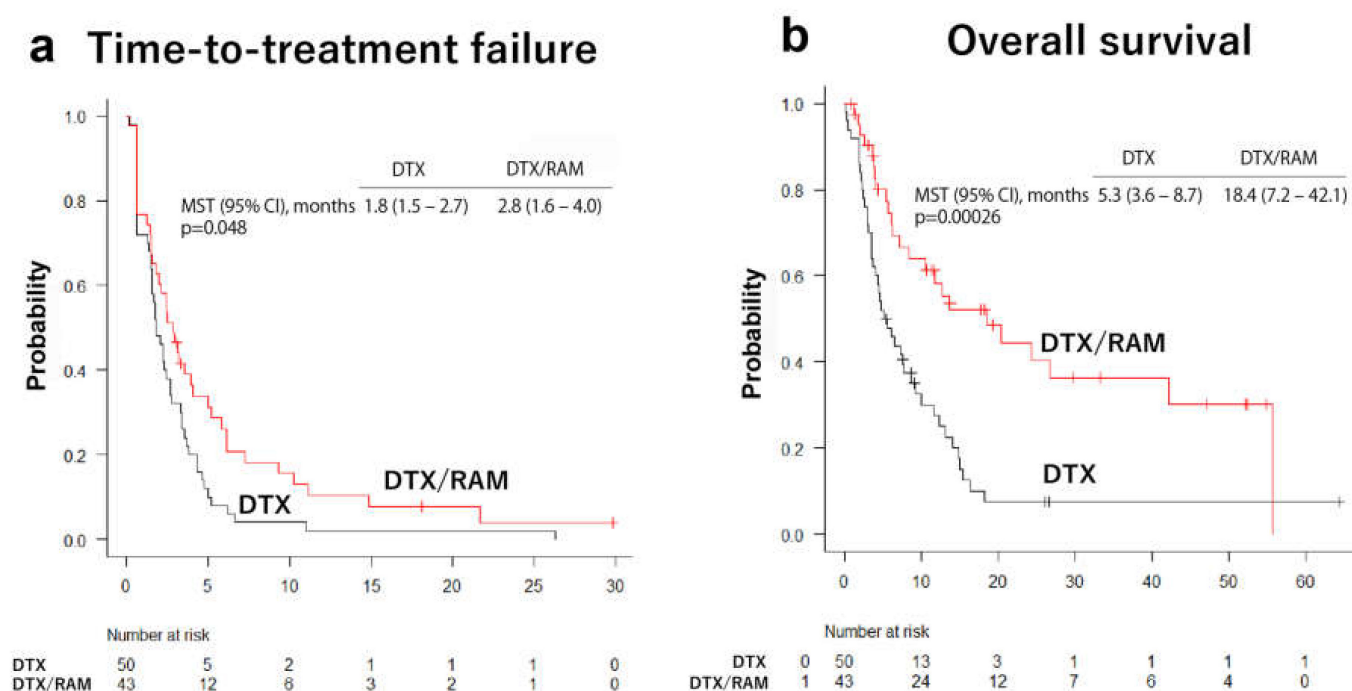 a Time-to-treatment failure
1.0
0.8
0.6
0.4
0.2
0.0
Probability
DTX DTX/RAM
MST (95% CI), months 1.8 (1.5 – 2.7) 2.8 (1.6 – 4.0)
p=0.048
DTX/RAM
DTX
0 5 10 15 20 25 30
Number at risk
DTX 50 5 2 1 1 1 0
DTX/RAM 43 12 6 3 2 1 0
b Overall survival
1.0
0.8
0.6
0.4
0.2
0.0
Probability
DTX DTX/RAM
MST (95% CI), months 5.3 (3.6 – 8.7) 18.4 (7.2 – 42.1)
p=0.00026
DTX/RAM
DTX
0 10 20 30 40 50 60
Number at risk
DTX 0 50 13 3 1 1 1 1
DTX/RAM 1 43 24 12 7 6 4 0